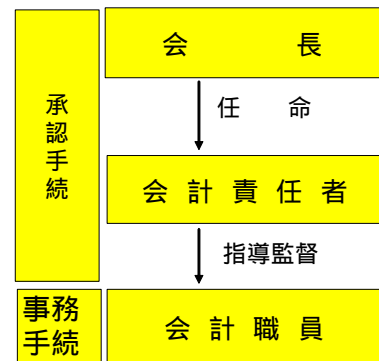 承認手続
会長
任命
会計責任者
指導監督
事務
手続
会計職員